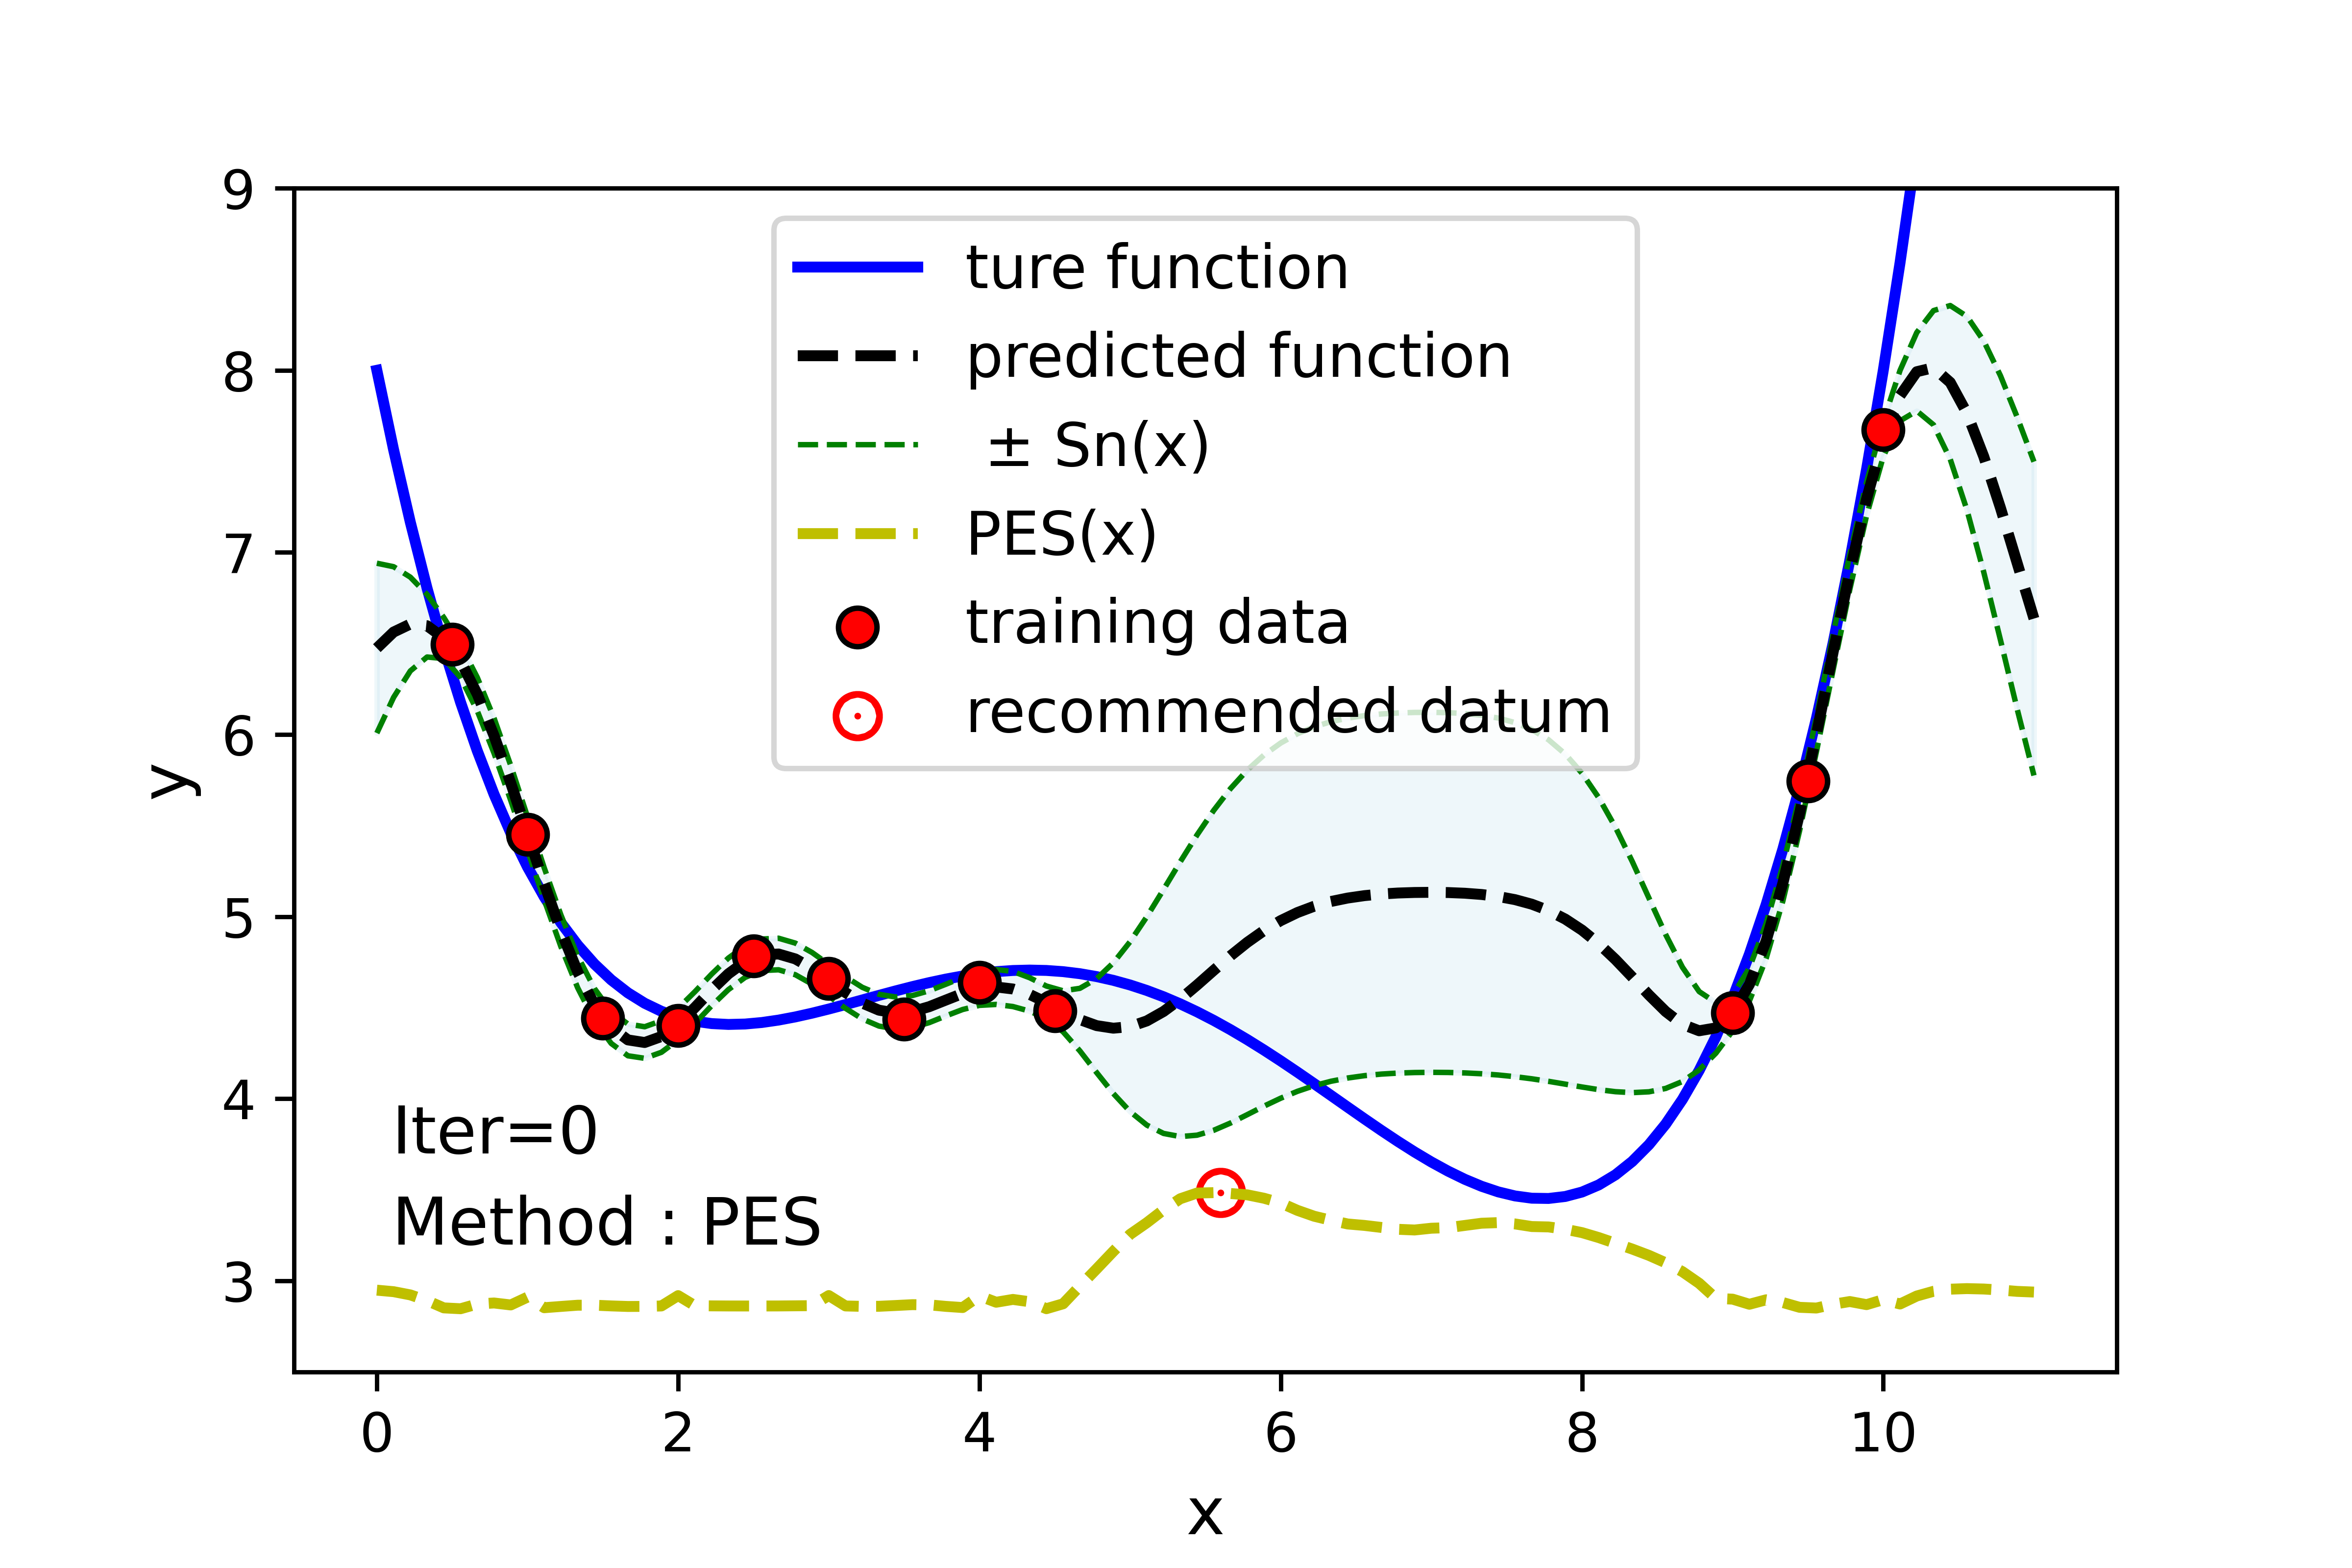 9
8
7
6
5
4
3
y
ture function
predicted function
± Sn(x)
PES(x)
training data
recommended datum
Iter=0
Method : PES
0 2 4 6 8 10
x